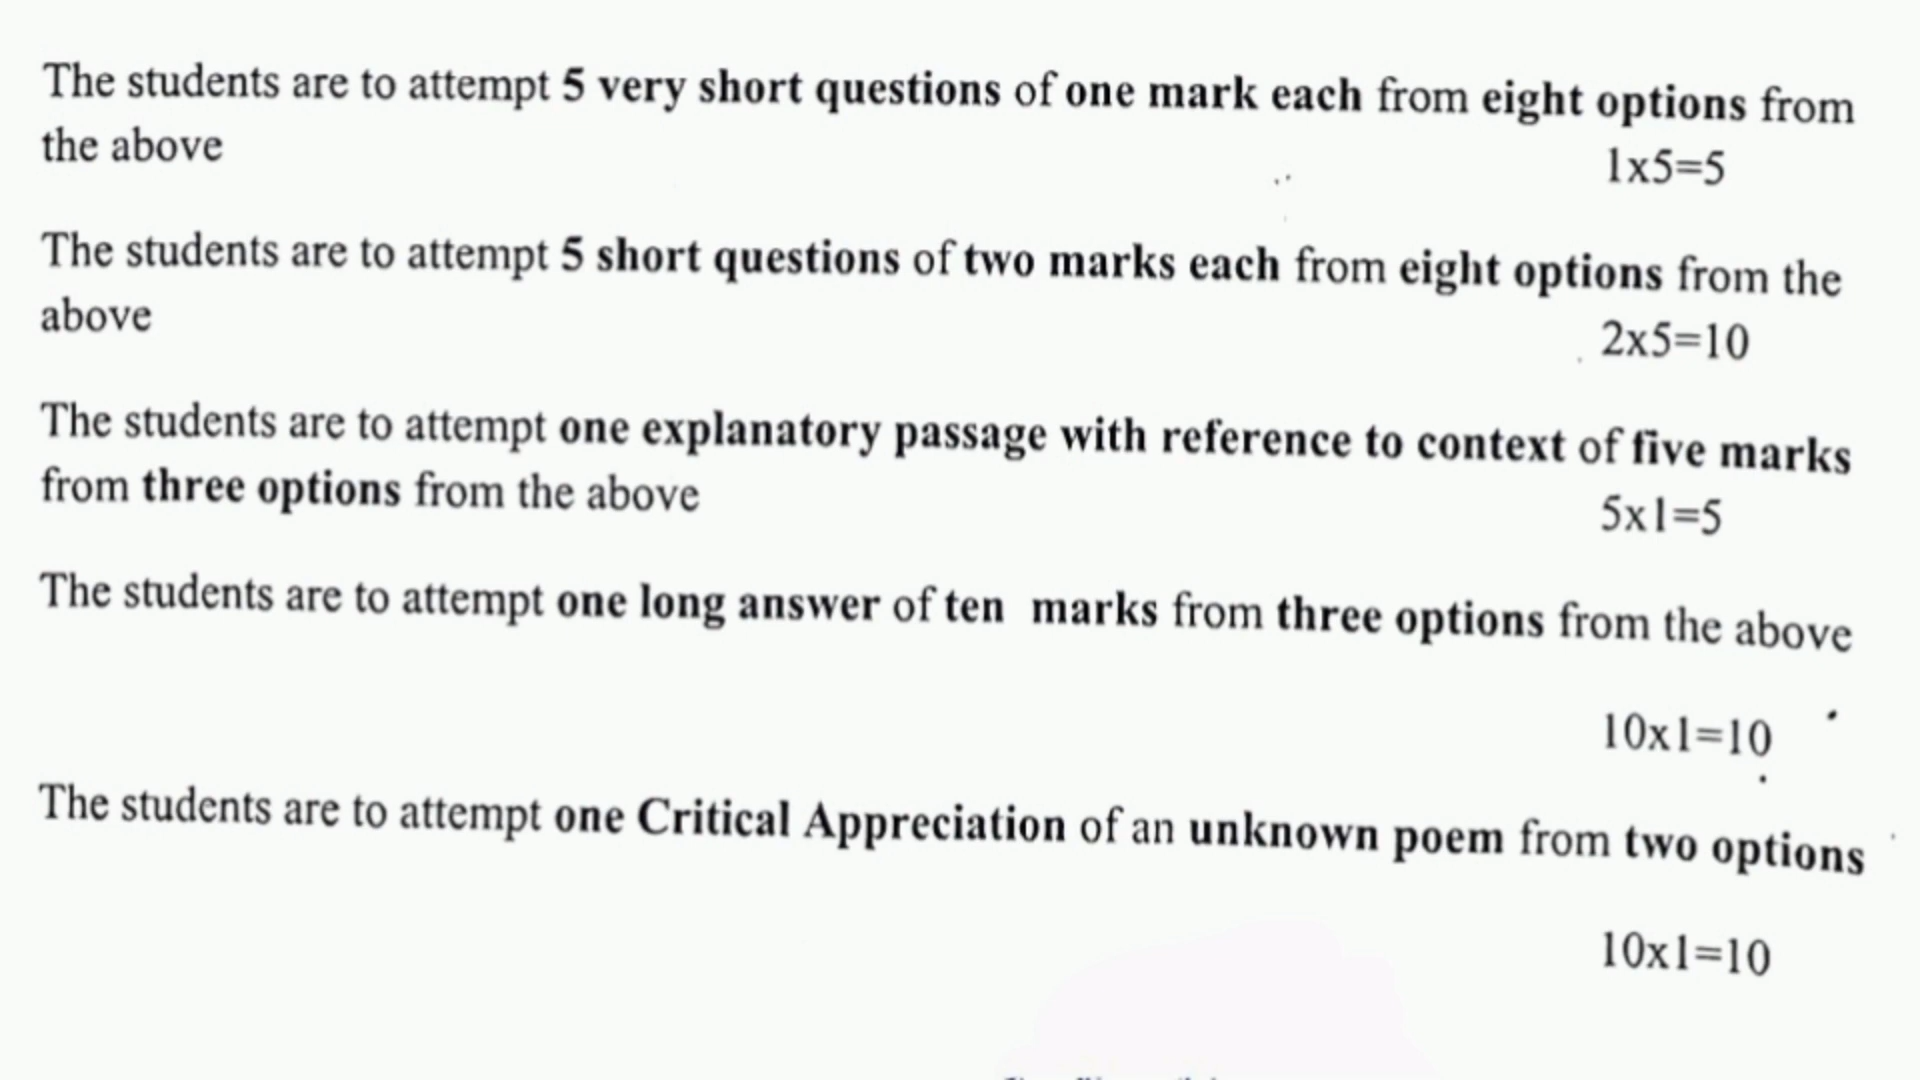 The students are to attempt 5 very short questions of one mark each from eight options from
the above
1x5=5
The students are to attempt 5 short questions of two marks each from eight options from the
above
2x5=10
The students are to attempt one explanatory passage with reference to context of five marks
from three options from the above
5x1=5
The students are to attempt one long answer of ten marks from three options from the above
10x1=10
The students are to attempt one Critical Appreciation of an unknown poem from two options
10x1=10